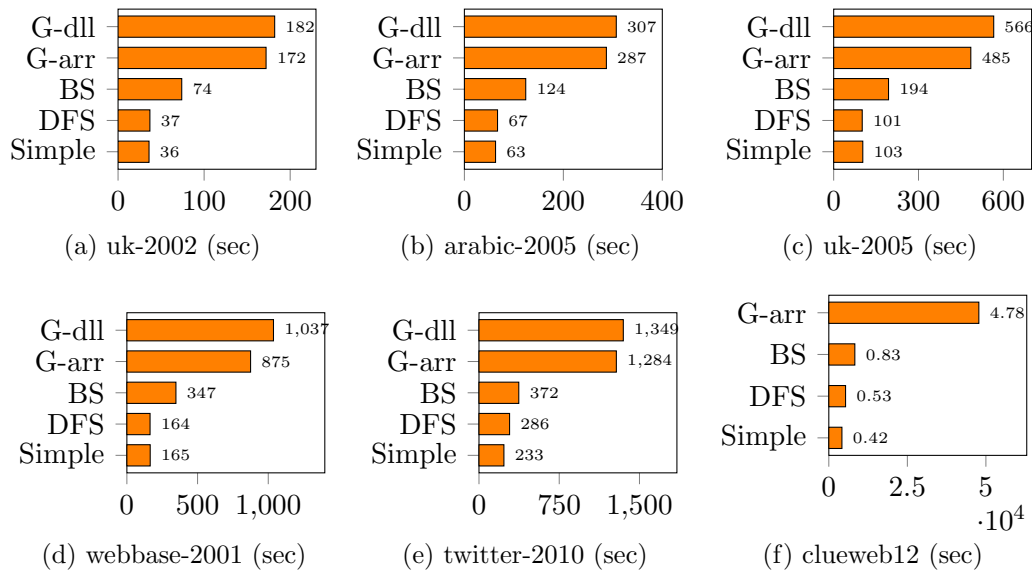 G-dll 182
G-arr 172
BS 74
DFS 37
Simple 36
0 100 200
(a) uk-2002 (sec)
G-dll 307
G-arr 287
BS 124
DFS 67
Simple 63
0 200 400
(b) arabic-2005 (sec)
G-dll 566
G-arr 485
BS 194
DFS 101
Simple 103
0 300 600
(c) uk-2005 (sec)
G-dll 1,037
G-arr 875
BS 347
DFS 164
Simple 165
0 500 1,000
(d) webbase-2001 (sec)
G-dll 1,349
G-arr 1,284
BS 372
DFS 286
Simple 233
0 750 1,500
(e) twitter-2010 (sec)
G-arr 4.78
BS 0.83
DFS 0.53
Simple 0.42
0 2.5 5
·10⁴
(f) clueweb12 (sec)